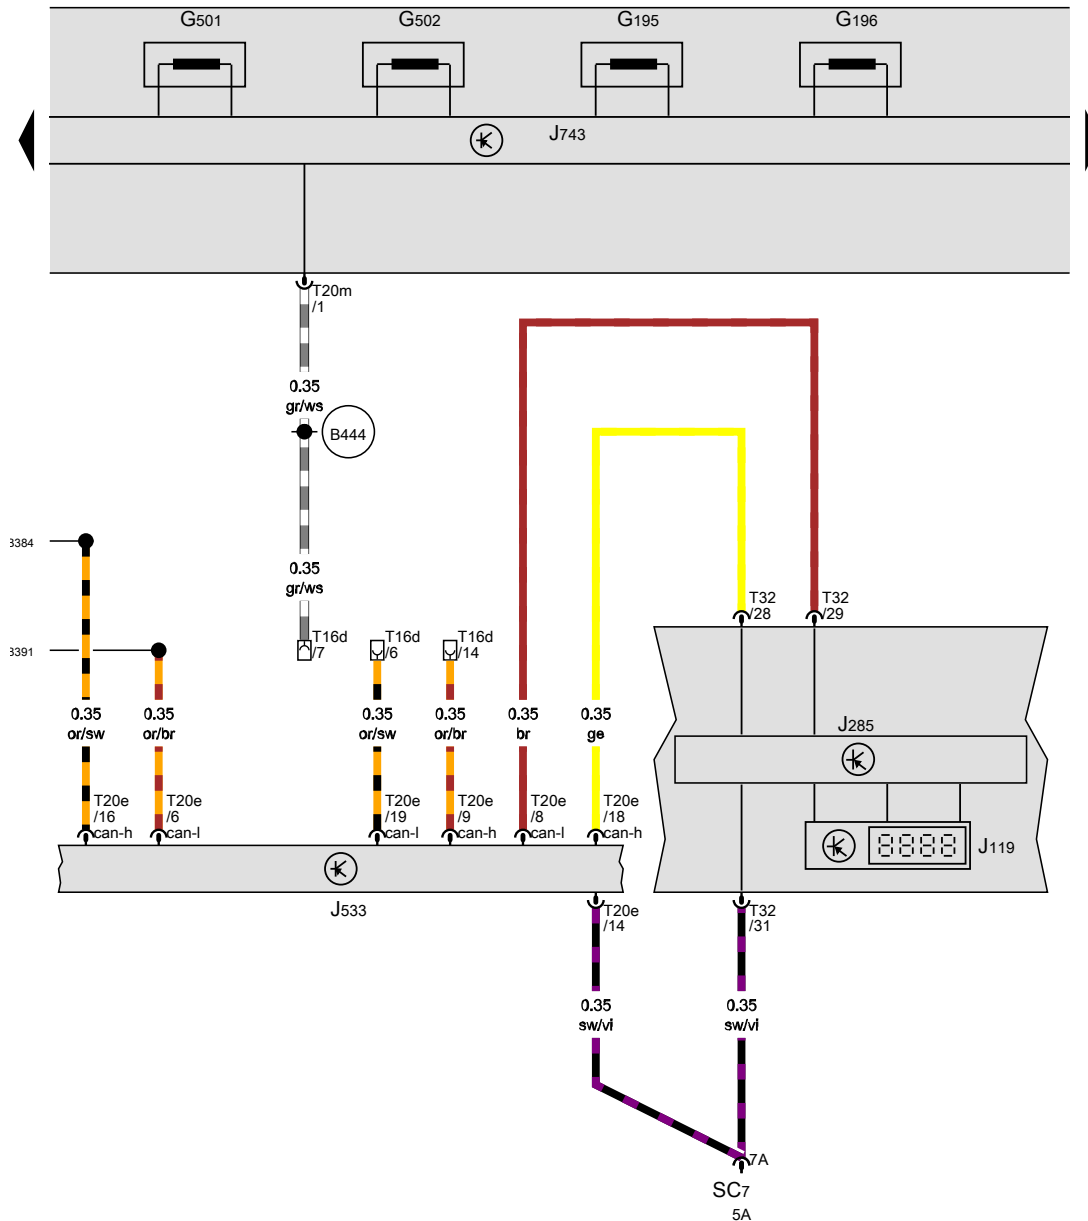 G501 G502 G195 G196
J743
T20m
/1
0.35
gr/ws
B444
3384
0.35
gr/ws
T32
/28
T32
/29
3391
T16d
/7
T16d
/6
T16d
/14
0.35
or/sw
0.35
or/br
0.35
or/sw
0.35
or/br
0.35
br
0.35
ge
J285
T20e
/16
can-h
T20e
/6
can-l
T20e
/19
can-l
T20e
/9
can-h
T20e
/8
can-l
T20e
/18
can-h
8888
J119
J533
T20e
/14
T32
/31
0.35
sw/vi
0.35
sw/vi
7A
SC7
5A